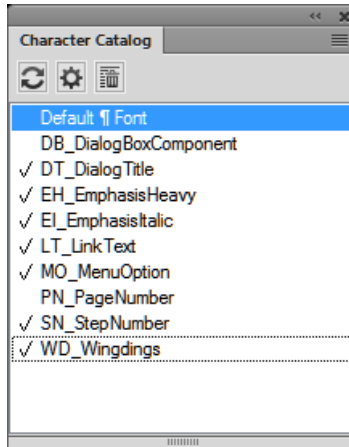 Character Catalog
Default ¶ Font
DB_DialogBoxComponent
✓ DT_DialogTitle
✓ EH_EmphasisHeavy
✓ EI_EmphasisItalic
✓ LT_LinkText
✓ MO_MenuOption
PN_PageNumber
✓ SN_StepNumber
✓ WD_Wingdings